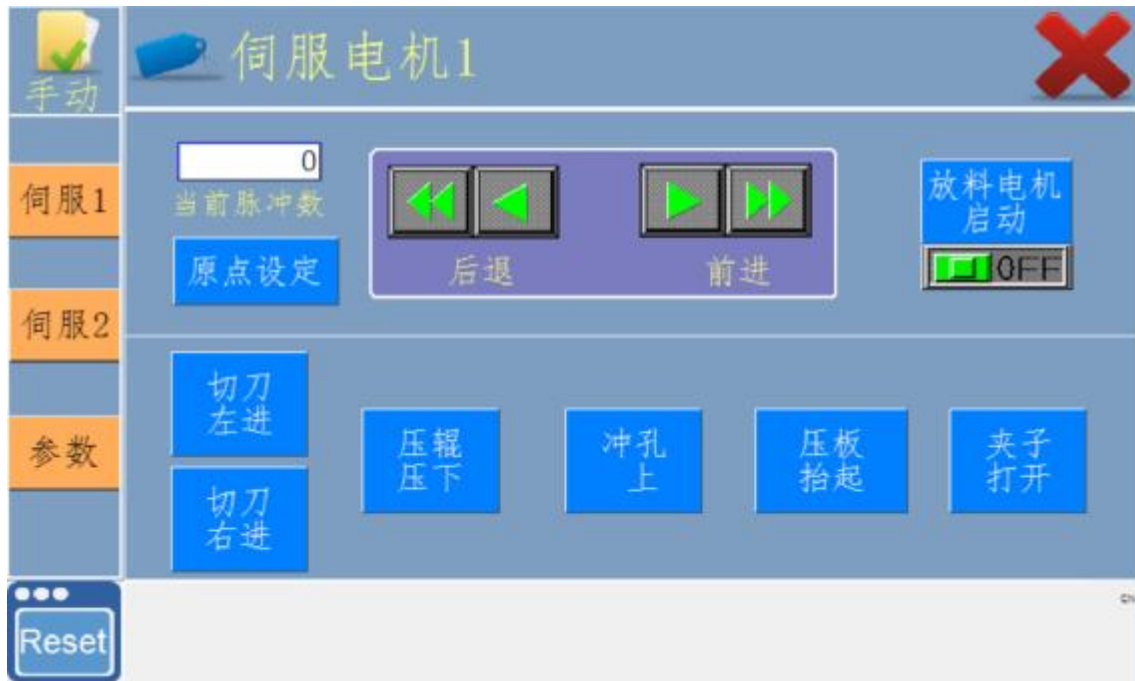 手动
伺服电机1
伺服1
伺服2
参数
0
当前脉冲数
原点设定
后退
前进
放料电机
启动
OFF
切刀
左进
切刀
右进
压辊
压下
冲孔
上
压板
抬起
夹子
打开
Reset